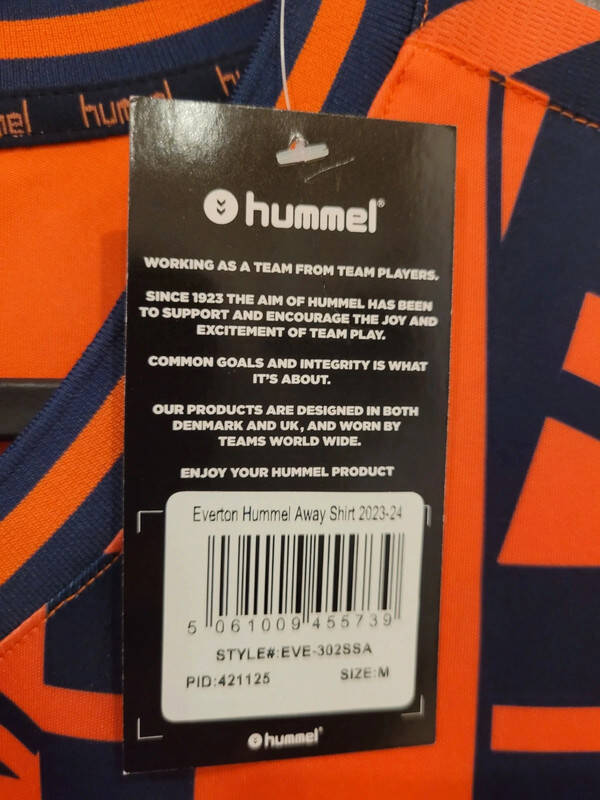 hummel
hummel®
WORKING AS A TEAM FROM TEAM PLAYERS.
SINCE 1923 THE AIM OF HUMMEL HAS BEEN
TO SUPPORT AND ENCOURAGE THE JOY AND
EXCITEMENT OF TEAM PLAY.
COMMON GOALS AND INTEGRITY IS WHAT
IT'S ABOUT.
OUR PRODUCTS ARE DESIGNED IN BOTH
DENMARK AND UK, AND WORN BY
TEAMS WORLD WIDE.
ENJOY YOUR HUMMEL PRODUCT
Everton Hummel Away Shirt 2023-24
5 061009 455739
STYLE#:EVE-302SSA
PID:421125 SIZE:M
hummel®